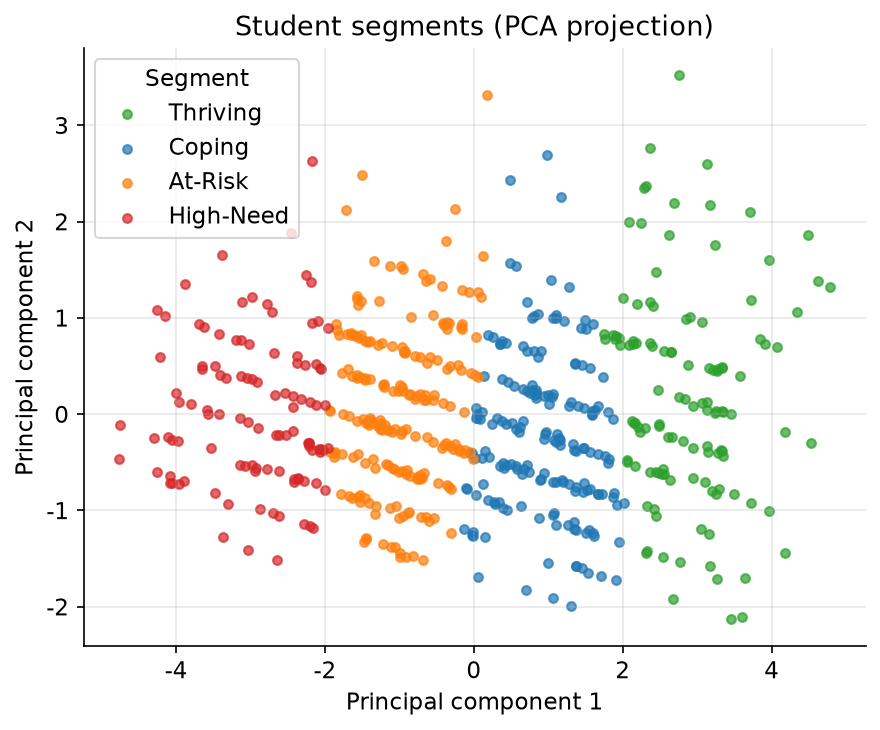 Student segments (PCA projection)
Segment
Thriving
Coping
At-Risk
High-Need
Principal component 2
3
2
1
0
-1
-2
-4
-2
0
2
4
Principal component 1